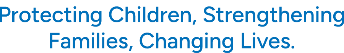 Protecting Children, Strengthening
Families, Changing Lives.